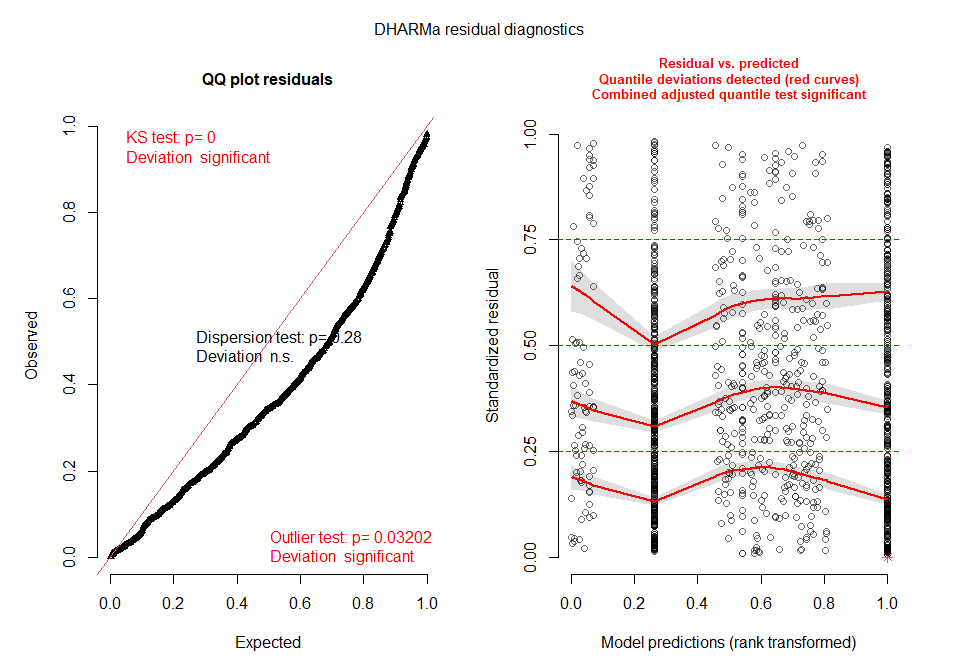 DHARMa residual diagnostics
QQ plot residuals
KS test: p= 0
Deviation significant
Dispersion test: p= 0.28
Deviation n.s.
Outlier test: p= 0.03202
Deviation significant
Observed
0.0 0.2 0.4 0.6 0.8 1.0
0.0 0.2 0.4 0.6 0.8 1.0
Expected
Residual vs. predicted
Quantile deviations detected (red curves)
Combined adjusted quantile test significant
Standardized residual
0.00 0.25 0.50 0.75 1.00
0.0 0.2 0.4 0.6 0.8 1.0
Model predictions (rank transformed)